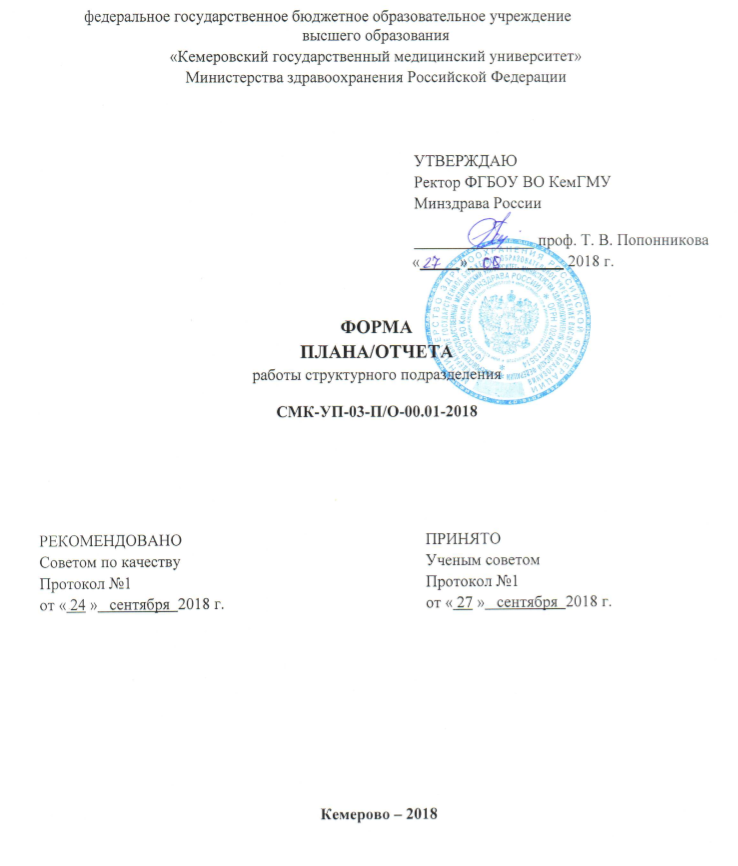 федеральное государственное бюджетное образовательное учреждение
высшего образования
«Кемеровский государственный медицинский университет»
Министерства здравоохранения Российской Федерации
УТВЕРЖДАЮ
Ректор ФГБОУ ВО КемГМУ
Минздрава России
проф. Т. В. Попонникова
« 27 » 2018 г.
ФОРМА
ПЛАНА/ОТЧЕТА
работы структурного подразделения
СМК-УП-03-П/О-00.01-2018
РЕКОМЕНДОВАНО
Советом по качеству
Протокол №1
от « 24 » сентября 2018 г.
ПРИНЯТО
Ученым советом
Протокол №1
от « 27 » сентября 2018 г.
Кемерово – 2018